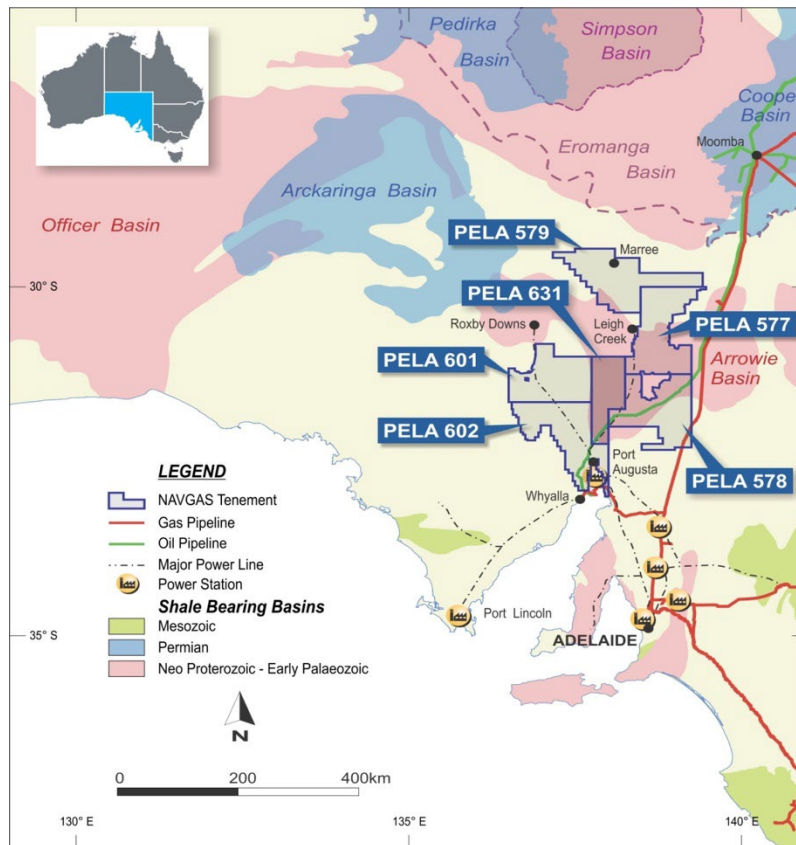 Pedirka
Basin
Simpson
Basin
Cooper
Basin
Moomba
Eromanga
Basin
Arckaringa Basin
Officer Basin
PELA 579
Marree
30° S
PELA 631
Roxby Downs
Leigh
Creek
PELA 577
PELA 601
Arrowie
Basin
PELA 602
Port
Augusta
PELA 578
Whyalla
LEGEND
NAVGAS Tenement
Gas Pipeline
Oil Pipeline
Major Power Line
Power Station
Shale Bearing Basins
Mesozoic
Permian
Neo Proterozoic - Early Palaeozoic
Port Lincoln
ADELAIDE
35° S
N
0 200 400km
130° E 135° E 140° E